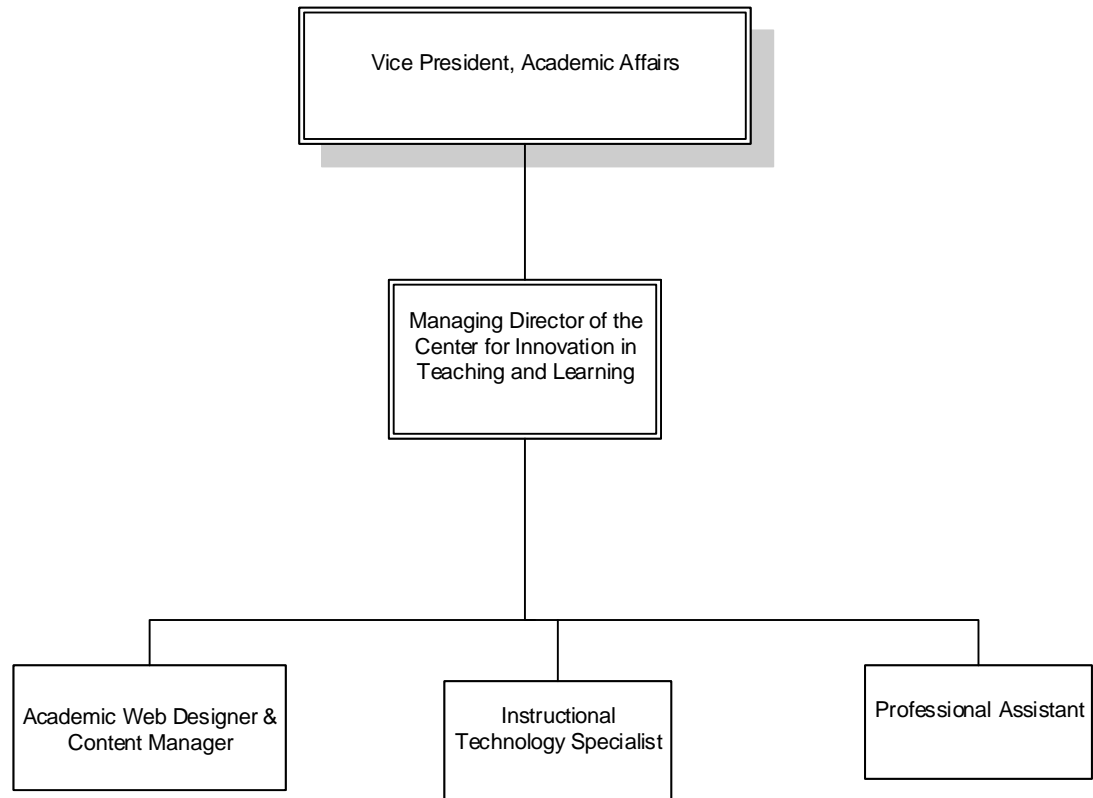 Vice President, Academic Affairs
Managing Director of the
Center for Innovation in
Teaching and Learning
Academic Web Designer &
Content Manager
Instructional
Technology Specialist
Professional Assistant